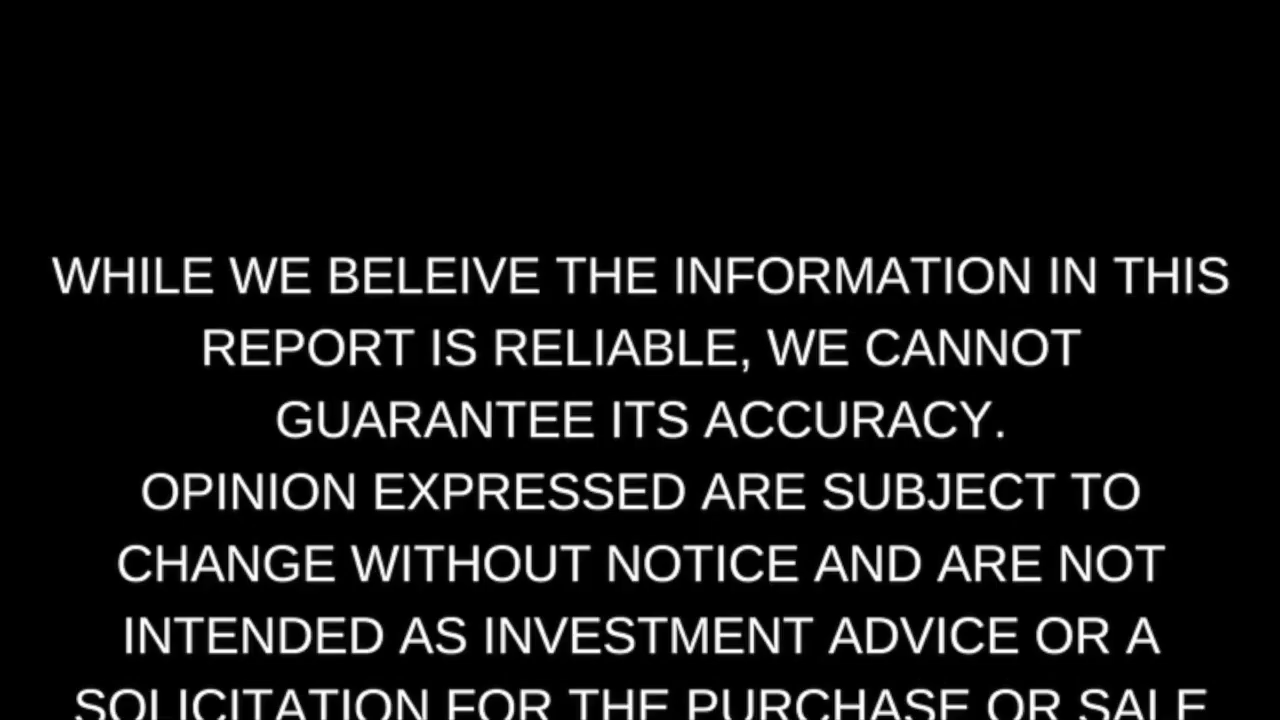 WHILE WE BELEIVE THE INFORMATION IN THIS
REPORT IS RELIABLE, WE CANNOT
GUARANTEE ITS ACCURACY.
OPINION EXPRESSED ARE SUBJECT TO
CHANGE WITHOUT NOTICE AND ARE NOT
INTENDED AS INVESTMENT ADVICE OR A
SOLICITATION FOR THE PURCHASE OR SALE